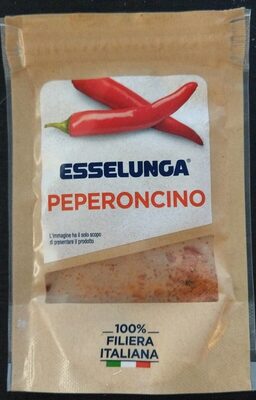 ESSELUNGA®
PEPERONCINO
L'immagine ha il solo scopo
di presentare il prodotto
100%
FILIERA
ITALIANA